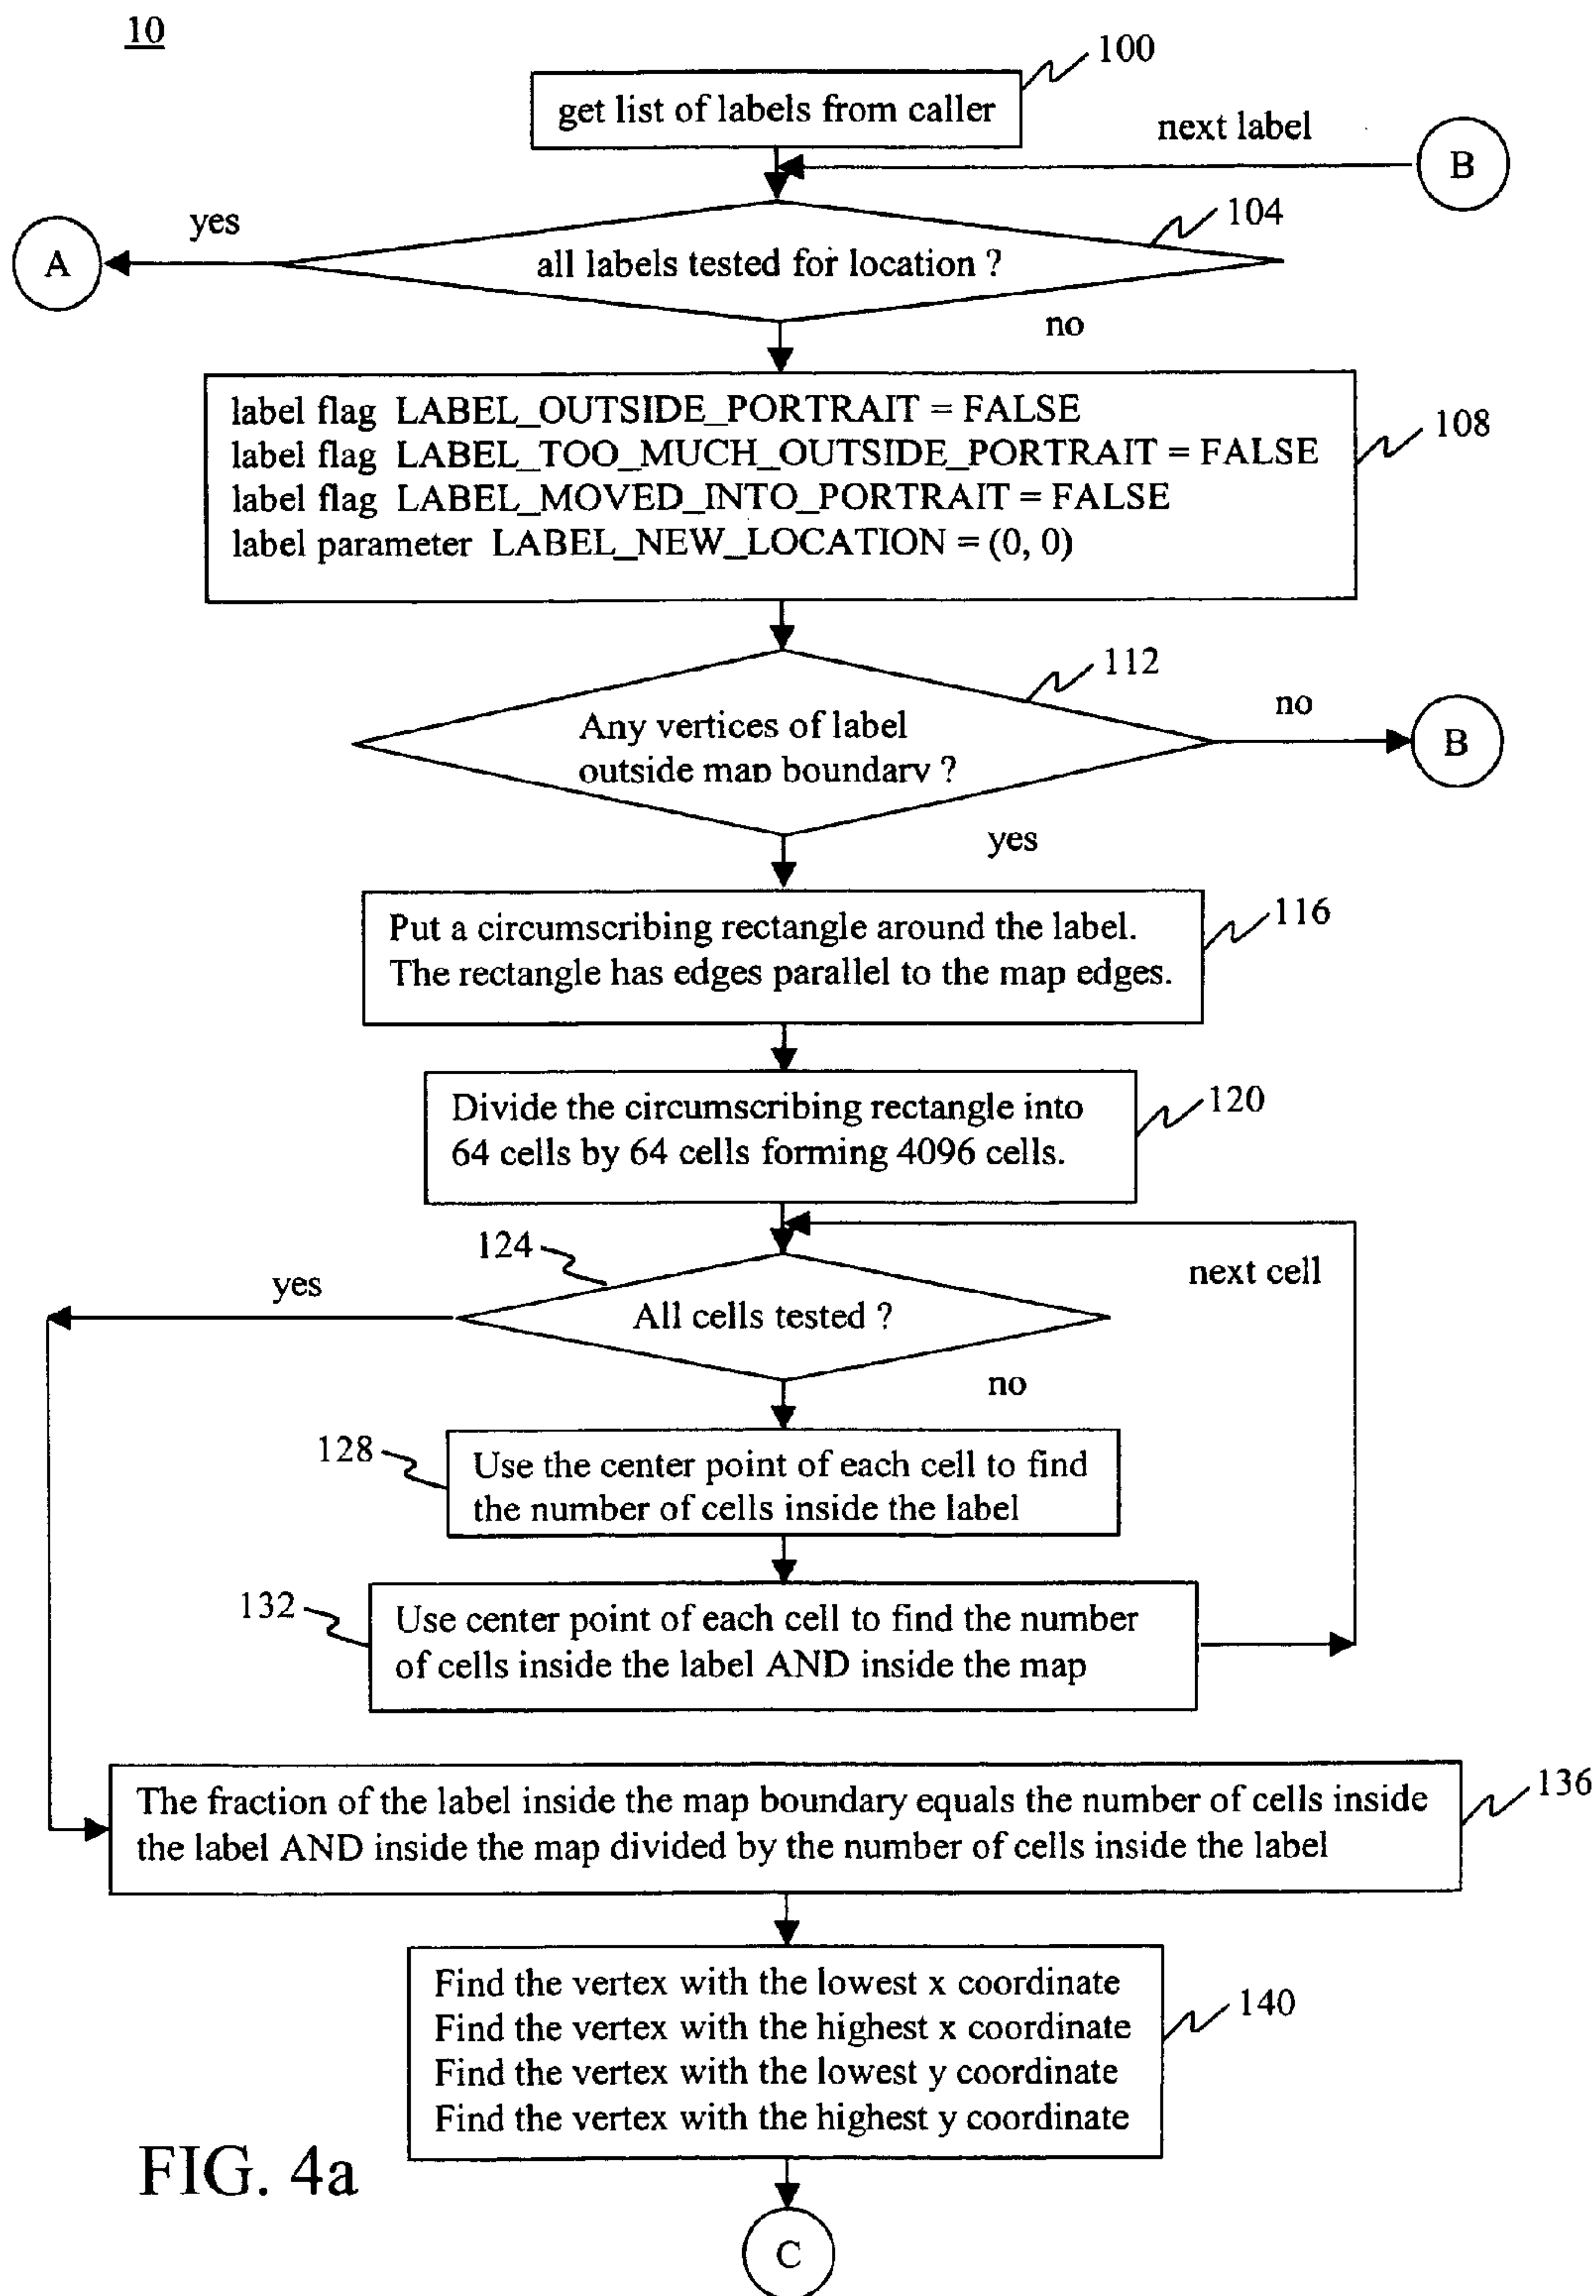 10
100
get list of labels from caller
next label
B
yes
104
A
all labels tested for location ?
no
label flag LABEL_OUTSIDE_PORTRAIT = FALSE
label flag LABEL_TOO_MUCH_OUTSIDE_PORTRAIT = FALSE
label flag LABEL_MOVED_INTO_PORTRAIT = FALSE
label parameter LABEL_NEW_LOCATION = (0, 0)
108
112
Any vertices of label
outside map boundary ?
no
B
yes
Put a circumscribing rectangle around the label.
The rectangle has edges parallel to the map edges.
116
Divide the circumscribing rectangle into
64 cells by 64 cells forming 4096 cells.
120
124
next cell
yes
All cells tested ?
no
128
Use the center point of each cell to find
the number of cells inside the label
132
Use center point of each cell to find the number
of cells inside the label AND inside the map
136
The fraction of the label inside the map boundary equals the number of cells inside
the label AND inside the map divided by the number of cells inside the label
Find the vertex with the lowest x coordinate
Find the vertex with the highest x coordinate
Find the vertex with the lowest y coordinate
Find the vertex with the highest y coordinate
140
FIG. 4a
C